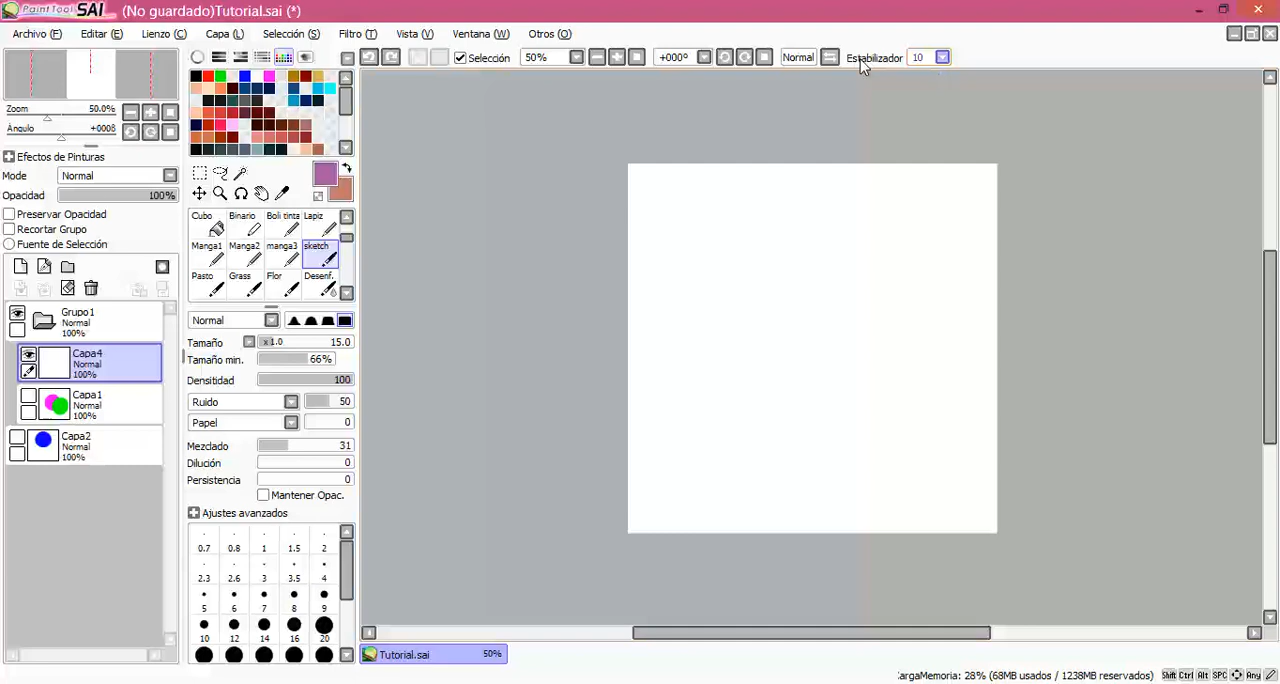 PaintTool SAI (No guardado)Tutorial.sai (*)
Archivo (F) Editar (E) Lienzo (C) Capa (L) Selección (S) Filtro (T) Vista (V) Ventana (W) Otros (O)
Selección 50% +000º Normal Estabilizador 10
Zoom 50.0%
Ángulo +0008
Efectos de Pinturas
Mode Normal
Opacidad 100%
Preservar Opacidad
Recortar Grupo
Fuente de Selección
Grupo1
Normal
100%
Capa4
Normal
100%
Capa1
Normal
100%
Capa2
Normal
100%
Cubo Binario Boli tinta Lapiz
Manga1 Manga2 manga3 sketch
Pasto Grass Flor Desenf.
Normal
Tamaño x1.0 15.0
Tamaño min. 66%
Densitidad 100
Ruido 50
Papel 0
Mezclado 31
Dilución 0
Persistencia 0
Mantener Opac.
Ajustes avanzados
0.7 0.8 1 1.5 2
2.3 2.6 3 3.5 4
5 6 7 8 9
10 12 14 16 20
Tutorial.sai 50%
CargaMemoria: 28% (68MB usados / 1238MB reservados) Shift Ctrl Alt SPC Any